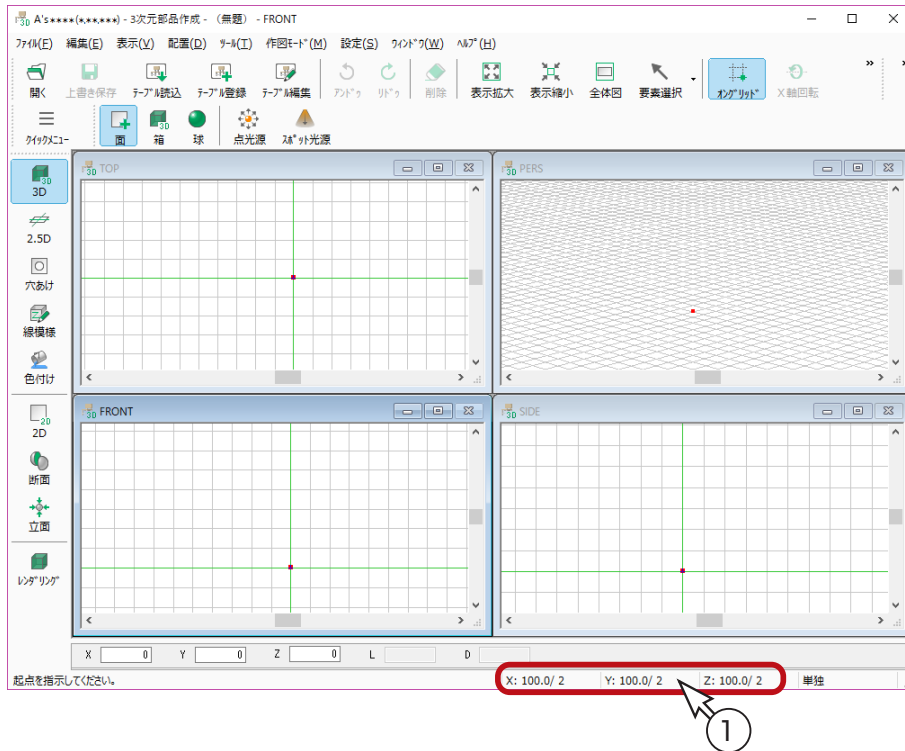 A's∗∗∗∗(∗,∗∗,∗∗∗) - 3次元部品作成 - （無題） - FRONT
ﾌｧｲﾙ(F) 編集(E) 表示(V) 配置(D) ﾂｰﾙ(T) 作図ﾓｰﾄﾞ(M) 設定(S) ｳｨﾝﾄﾞｳ(W) ﾍﾙﾌﾟ(H)
開く 上書き保存 ﾃｰﾌﾞﾙ読込 ﾃｰﾌﾞﾙ登録 ﾃｰﾌﾞﾙ編集 ｱﾝﾄﾞｩ ﾘﾄﾞｩ 削除 表示拡大 表示縮小 全体図 要素選択 ｵﾝｸﾞﾘｯﾄﾞ X軸回転
ｸｲｯｸﾒﾆｭｰ 面 箱 球 点光源 ｽﾎﾟｯﾄ光源
3D
2.5D
穴あけ
線模様
色付け
2D
断面
立面
ﾚﾝﾀﾞﾘﾝｸﾞ
TOP
PERS
FRONT
SIDE
X 0 Y 0 Z 0 L D
起点を指示してください。 X: 100.0/ 2 Y: 100.0/ 2 Z: 100.0/ 2 単独
1